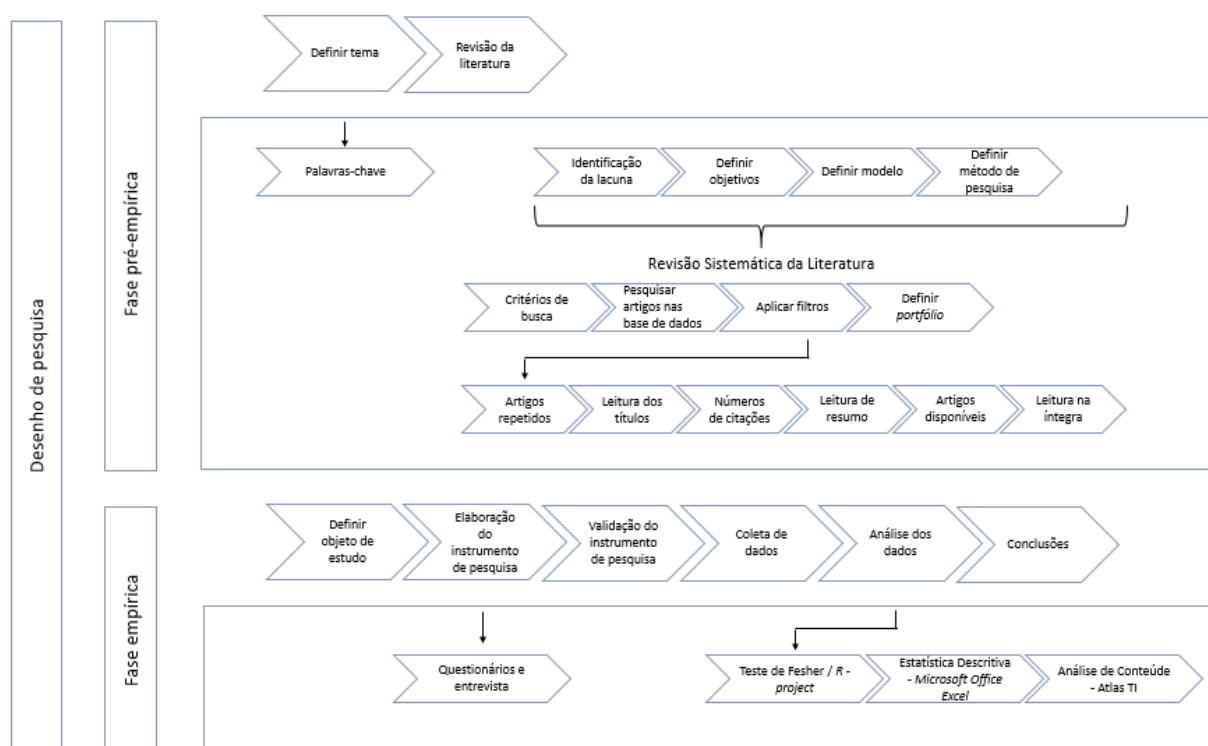 Desenho de pesquisa
Fase pré-empírica
Definir tema
Revisão da
literatura
Palavras-chave
Identificação
da lacuna
Definir
objetivos
Definir modelo
Definir
método de
pesquisa
Revisão Sistemática da Literatura
Critérios de
busca
Pesquisar
artigos nas
base de dados
Aplicar filtros
Definir
portfólio
Artigos
repetidos
Leitura dos
títulos
Números
de citações
Leitura de
resumo
Artigos
disponíveis
Leitura na
íntegra
Fase empírica
Definir
objeto de
estudo
Elaboração
do
instrumento
de pesquisa
Validação do
instrumento
de pesquisa
Coleta de
dados
Análise dos
dados
Conclusões
Questionários e
entrevista
Teste de Fesher / R -
project
Estatística Descritiva
- Microsoft Office
Excel
Análise de Conteúde
- Atlas TI